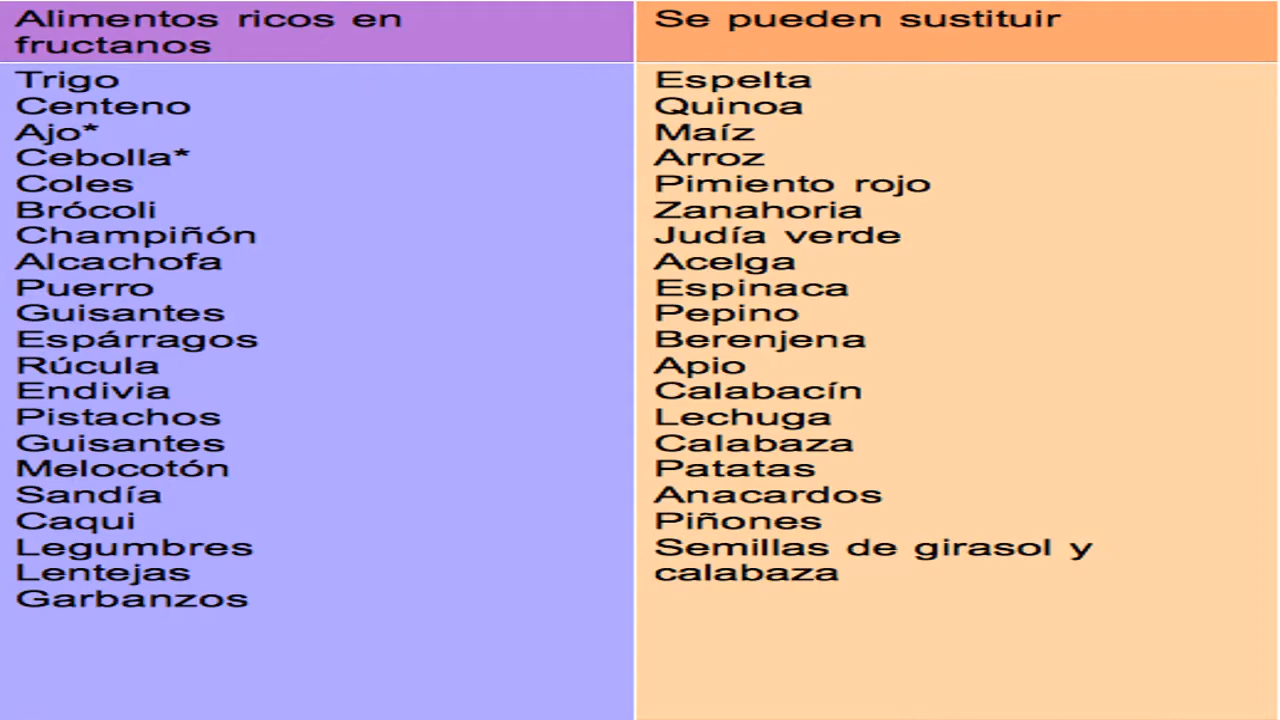 Alimentos ricos en
fructanos
Se pueden sustituir
Trigo
Centeno
Ajo*
Cebolla*
Coles
Brócoli
Champiñón
Alcachofa
Puerro
Guisantes
Espárragos
Rúcula
Endivia
Pistachos
Guisantes
Melocotón
Sandía
Caqui
Legumbres
Lentejas
Garbanzos
Espelta
Quinoa
Maíz
Arroz
Pimiento rojo
Zanahoria
Judía verde
Acelga
Espinaca
Pepino
Berenjena
Apio
Calabacín
Lechuga
Calabaza
Patatas
Anacardos
Piñones
Semillas de girasol y
calabaza